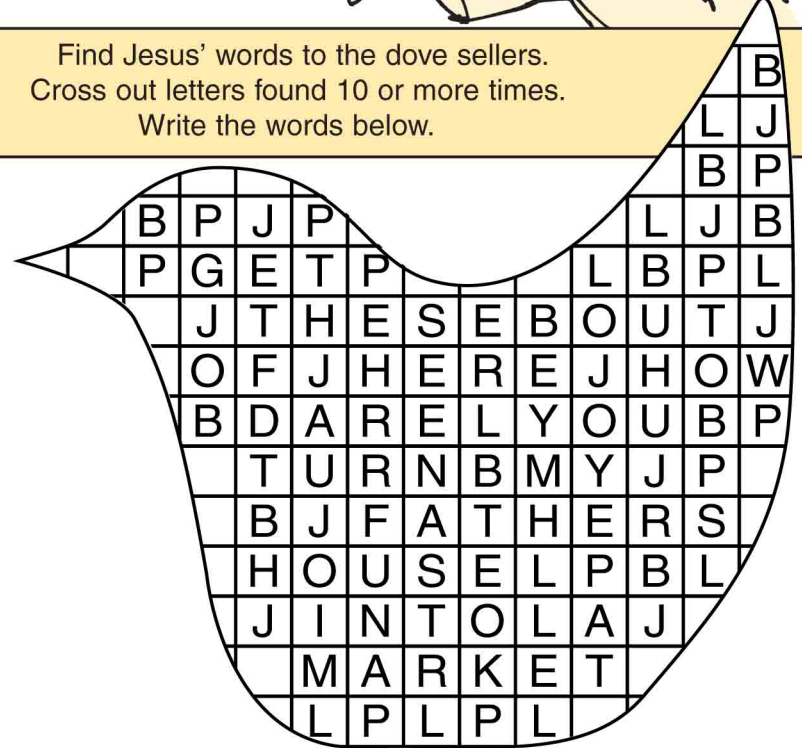 Find Jesus' words to the dove sellers.
Cross out letters found 10 or more times.
Write the words below.
B
L J
B P
B P J P L J B
P G E T P L B P L
J T H E S E B O U T J
O F J H E R E J H O W
B D A R E L Y O U B P
T U R N B M Y J P
B J F A T H E R S
H O U S E L P B L
J I N T O L A J
M A R K E T
L P L P L